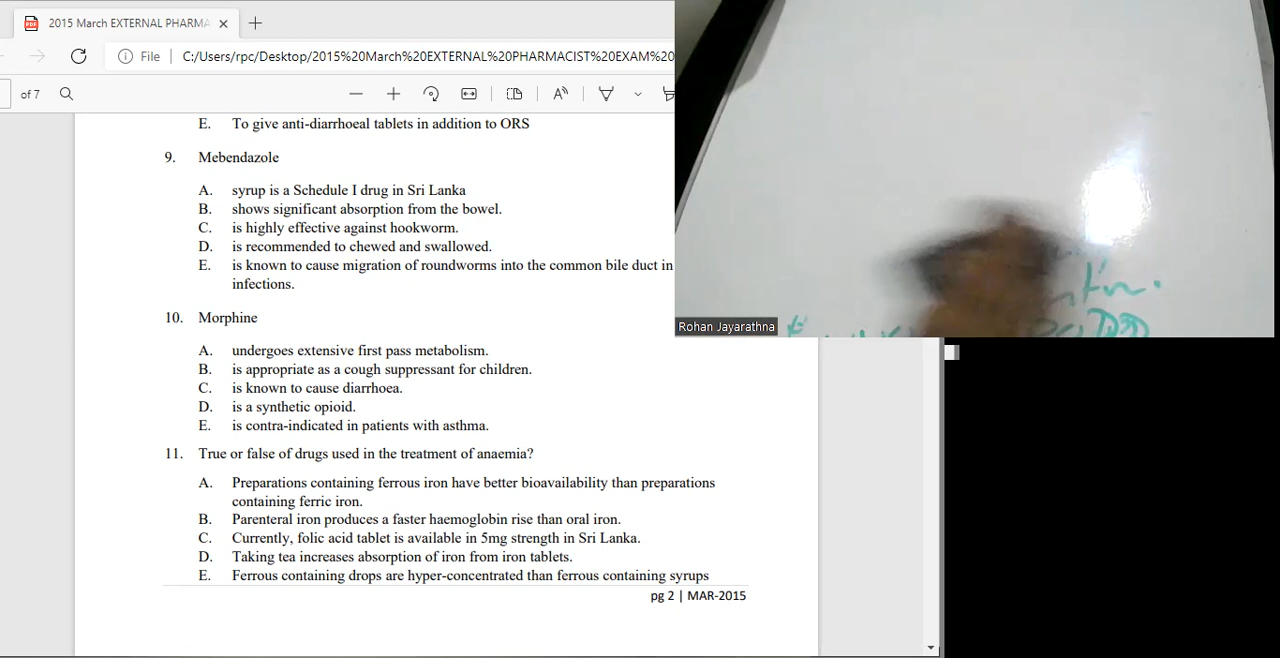 2015 March EXTERNAL PHARMA
File C:/Users/rpc/Desktop/2015%20March%20EXTERNAL%20PHARMACIST%20EXAM%20
of 7
E. To give anti-diarrhoeal tablets in addition to ORS
9. Mebendazole
A. syrup is a Schedule I drug in Sri Lanka
B. shows significant absorption from the bowel.
C. is highly effective against hookworm.
D. is recommended to chewed and swallowed.
E. is known to cause migration of roundworms into the common bile duct in
infections.
10. Morphine
A. undergoes extensive first pass metabolism.
B. is appropriate as a cough suppressant for children.
C. is known to cause diarrhoea.
D. is a synthetic opioid.
E. is contra-indicated in patients with asthma.
11. True or false of drugs used in the treatment of anaemia?
A. Preparations containing ferrous iron have better bioavailability than preparations
containing ferric iron.
B. Parenteral iron produces a faster haemoglobin rise than oral iron.
C. Currently, folic acid tablet is available in 5mg strength in Sri Lanka.
D. Taking tea increases absorption of iron from iron tablets.
E. Ferrous containing drops are hyper-concentrated than ferrous containing syrups
pg 2 | MAR-2015
Rohan Jayarathna